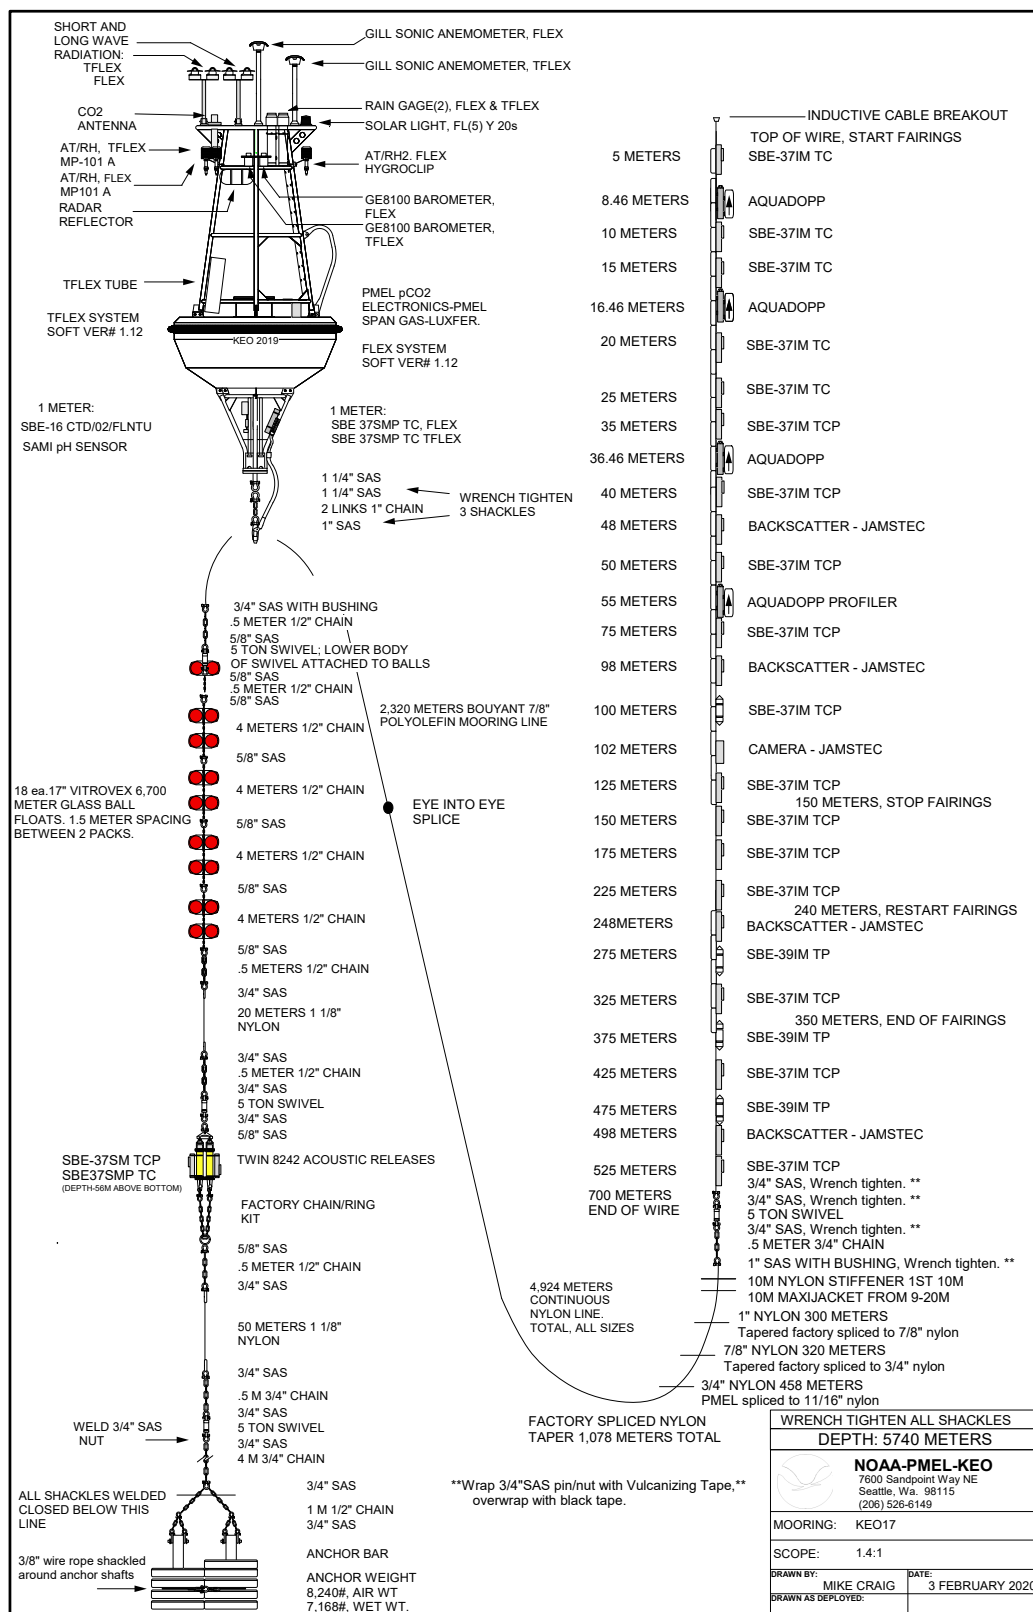 SHORT AND
LONG WAVE
RADIATION:
TFLEX
FLEX
GILL SONIC ANEMOMETER, FLEX
GILL SONIC ANEMOMETER, TFLEX
CO2
ANTENNA
RAIN GAGE(2), FLEX & TFLEX
SOLAR LIGHT, FL(5) Y 20s
AT/RH, TFLEX
MP-101 A
AT/RH, FLEX
MP101 A
RADAR
REFLECTOR
AT/RH2. FLEX
HYGROCLIP
GE8100 BAROMETER,
FLEX
GE8100 BAROMETER,
TFLEX
TFLEX TUBE
TFLEX SYSTEM
SOFT VER# 1.12
PMEL pCO2
ELECTRONICS-PMEL
SPAN GAS-LUXFER.
FLEX SYSTEM
SOFT VER# 1.12
KEO 2019
1 METER:
SBE-16 CTD/02/FLNTU
SAMI pH SENSOR
1 METER:
SBE 37SMP TC, FLEX
SBE 37SMP TC TFLEX
1 1/4" SAS
1 1/4" SAS
2 LINKS 1" CHAIN
1" SAS
WRENCH TIGHTEN
3 SHACKLES
3/4" SAS WITH BUSHING
.5 METER 1/2" CHAIN
5/8" SAS
5 TON SWIVEL; LOWER BODY
OF SWIVEL ATTACHED TO BALLS
5/8" SAS
.5 METER 1/2" CHAIN
5/8" SAS
4 METERS 1/2" CHAIN
5/8" SAS
4 METERS 1/2" CHAIN
5/8" SAS
4 METERS 1/2" CHAIN
5/8" SAS
4 METERS 1/2" CHAIN
5/8" SAS
.5 METERS 1/2" CHAIN
3/4" SAS
20 METERS 1 1/8"
NYLON
3/4" SAS
.5 METER 1/2" CHAIN
3/4" SAS
5 TON SWIVEL
3/4" SAS
5/8" SAS
18 ea.17" VITROVEX 6,700
METER GLASS BALL
FLOATS. 1.5 METER SPACING
BETWEEN 2 PACKS.
SBE-37SM TCP
SBE37SMP TC
(DEPTH-56M ABOVE BOTTOM)
TWIN 8242 ACOUSTIC RELEASES
FACTORY CHAIN/RING
KIT
5/8" SAS
.5 METER 1/2" CHAIN
3/4" SAS
50 METERS 1 1/8"
NYLON
3/4" SAS
.5 M 3/4" CHAIN
3/4" SAS
5 TON SWIVEL
3/4" SAS
4 M 3/4" CHAIN
WELD 3/4" SAS
NUT
ALL SHACKLES WELDED
CLOSED BELOW THIS
LINE
3/4" SAS
1 M 1/2" CHAIN
3/4" SAS
ANCHOR BAR
ANCHOR WEIGHT
8,240#, AIR WT
7,168#, WET WT.
3/8" wire rope shackled
around anchor shafts
2,320 METERS BOUYANT 7/8"
POLYOLEFIN MOORING LINE
EYE INTO EYE
SPLICE
4,924 METERS
CONTINUOUS
NYLON LINE.
TOTAL, ALL SIZES
FACTORY SPLICED NYLON
TAPER 1,078 METERS TOTAL
**Wrap 3/4"SAS pin/nut with Vulcanizing Tape,**
overwrap with black tape.
INDUCTIVE CABLE BREAKOUT
TOP OF WIRE, START FAIRINGS
5 METERS SBE-37IM TC
8.46 METERS AQUADOPP
10 METERS SBE-37IM TC
15 METERS SBE-37IM TC
16.46 METERS AQUADOPP
20 METERS SBE-37IM TC
25 METERS SBE-37IM TC
35 METERS SBE-37IM TCP
36.46 METERS AQUADOPP
40 METERS SBE-37IM TCP
48 METERS BACKSCATTER - JAMSTEC
50 METERS SBE-37IM TCP
55 METERS AQUADOPP PROFILER
75 METERS SBE-37IM TCP
98 METERS BACKSCATTER - JAMSTEC
100 METERS SBE-37IM TCP
102 METERS CAMERA - JAMSTEC
125 METERS SBE-37IM TCP
150 METERS, STOP FAIRINGS
150 METERS SBE-37IM TCP
175 METERS SBE-37IM TCP
225 METERS SBE-37IM TCP
240 METERS, RESTART FAIRINGS
248METERS BACKSCATTER - JAMSTEC
275 METERS SBE-39IM TP
325 METERS SBE-37IM TCP
350 METERS, END OF FAIRINGS
375 METERS SBE-39IM TP
425 METERS SBE-37IM TCP
475 METERS SBE-39IM TP
498 METERS BACKSCATTER - JAMSTEC
525 METERS SBE-37IM TCP
3/4" SAS, Wrench tighten. **
700 METERS
END OF WIRE
3/4" SAS, Wrench tighten. **
5 TON SWIVEL
3/4" SAS, Wrench tighten. **
.5 METER 3/4" CHAIN
1" SAS WITH BUSHING, Wrench tighten. **
10M NYLON STIFFENER 1ST 10M
10M MAXIJACKET FROM 9-20M
1" NYLON 300 METERS
Tapered factory spliced to 7/8" nylon
7/8" NYLON 320 METERS
Tapered factory spliced to 3/4" nylon
3/4" NYLON 458 METERS
PMEL spliced to 11/16" nylon
WRENCH TIGHTEN ALL SHACKLES
DEPTH: 5740 METERS
NOAA-PMEL-KEO
7600 Sandpoint Way NE
Seattle, Wa. 98115
(206) 526-6149
MOORING: KEO17
SCOPE: 1.4:1
DRAWN BY: MIKE CRAIG
DATE: 3 FEBRUARY 2020
DRAWN AS DEPLOYED: